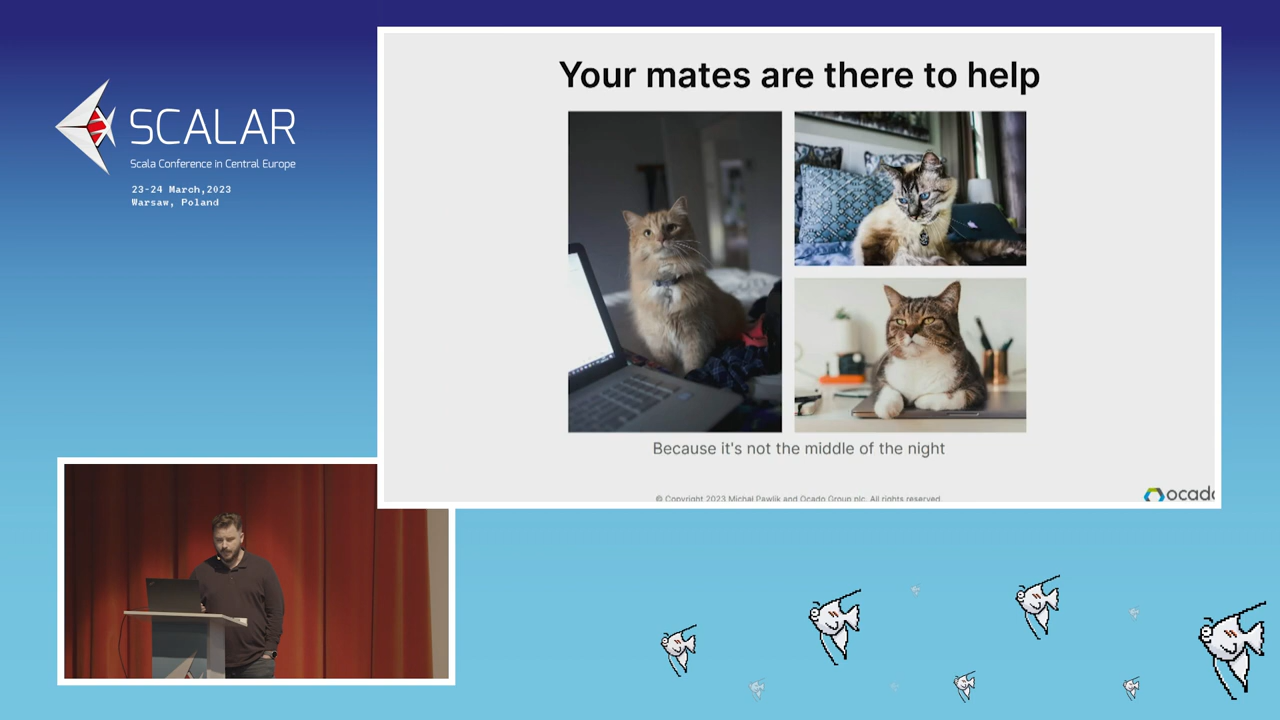 SCALAR
Scala Conference in Central Europe
23-24 March,2023
Warsaw, Poland
Your mates are there to help
Because it's not the middle of the night
© Copyright 2023 Michał Pawlik and Ocado Group plc. All rights reserved.
ocado